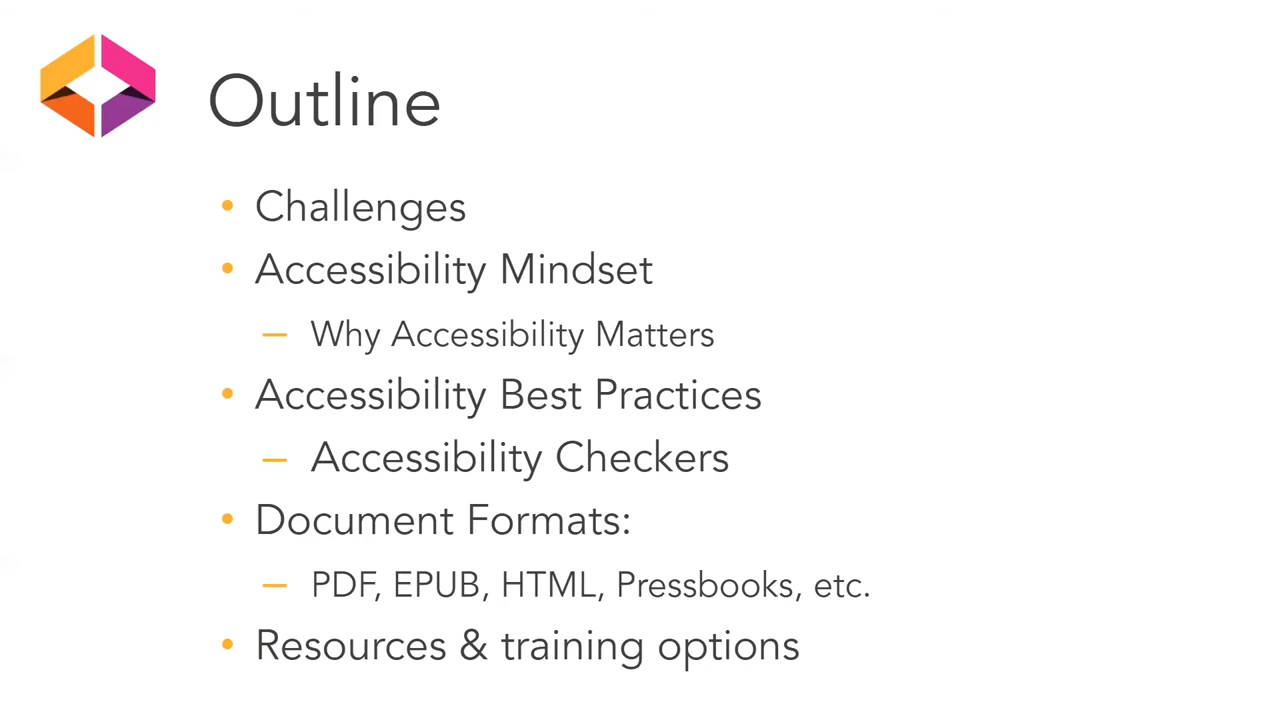 Outline
• Challenges
• Accessibility Mindset
– Why Accessibility Matters
• Accessibility Best Practices
– Accessibility Checkers
• Document Formats:
– PDF, EPUB, HTML, Pressbooks, etc.
• Resources & training options